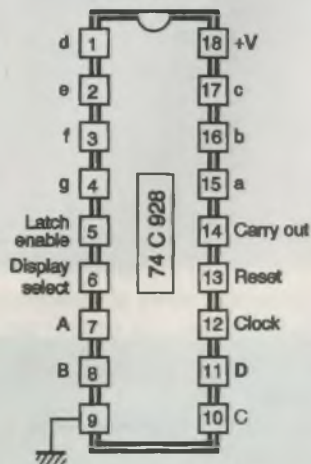 d 1 18 +V
e 2 17 c
f 3 16 b
g 4 15 a
Latch enable 5 14 Carry out
Display select 6 13 Reset
A 7 12 Clock
B 8 11 D
9 10 C
74 C 928